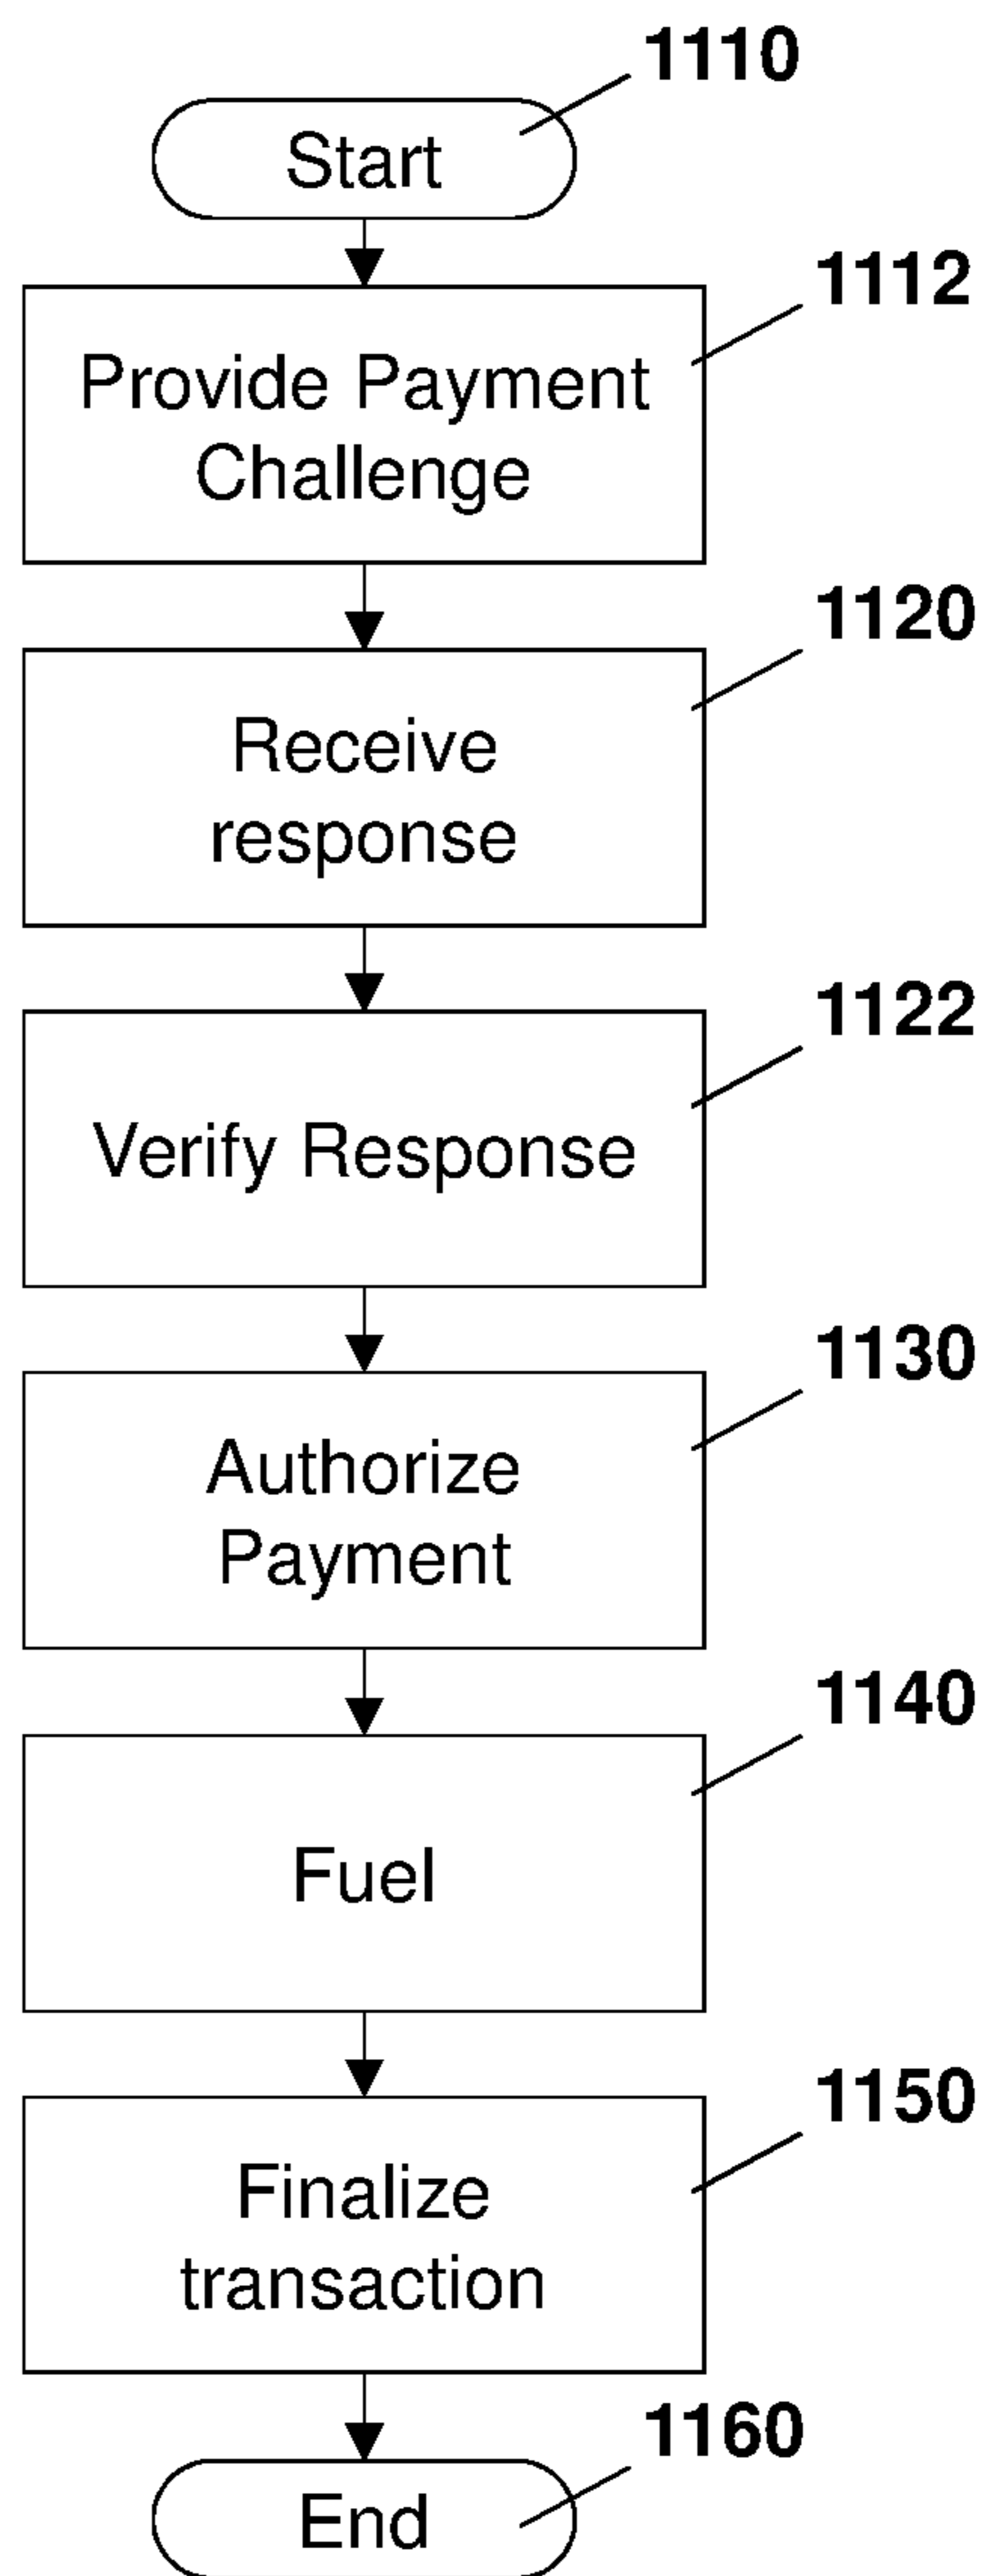 1110
Start
1112
Provide Payment
Challenge
1120
Receive
response
1122
Verify Response
1130
Authorize
Payment
1140
Fuel
1150
Finalize
transaction
1160
End